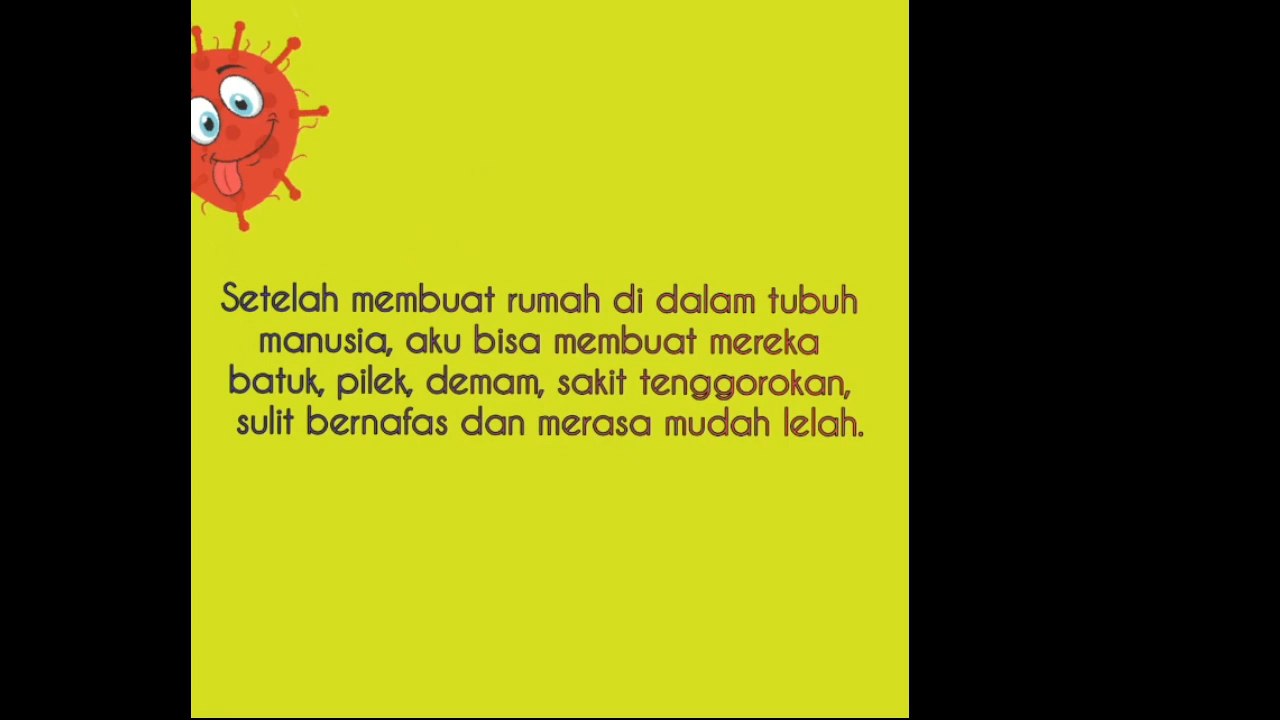 Setelah membuat rumah di dalam tubuh
manusia, aku bisa membuat mereka
batuk, pilek, demam, sakit tenggorokan,
sulit bernafas dan merasa mudah lelah.